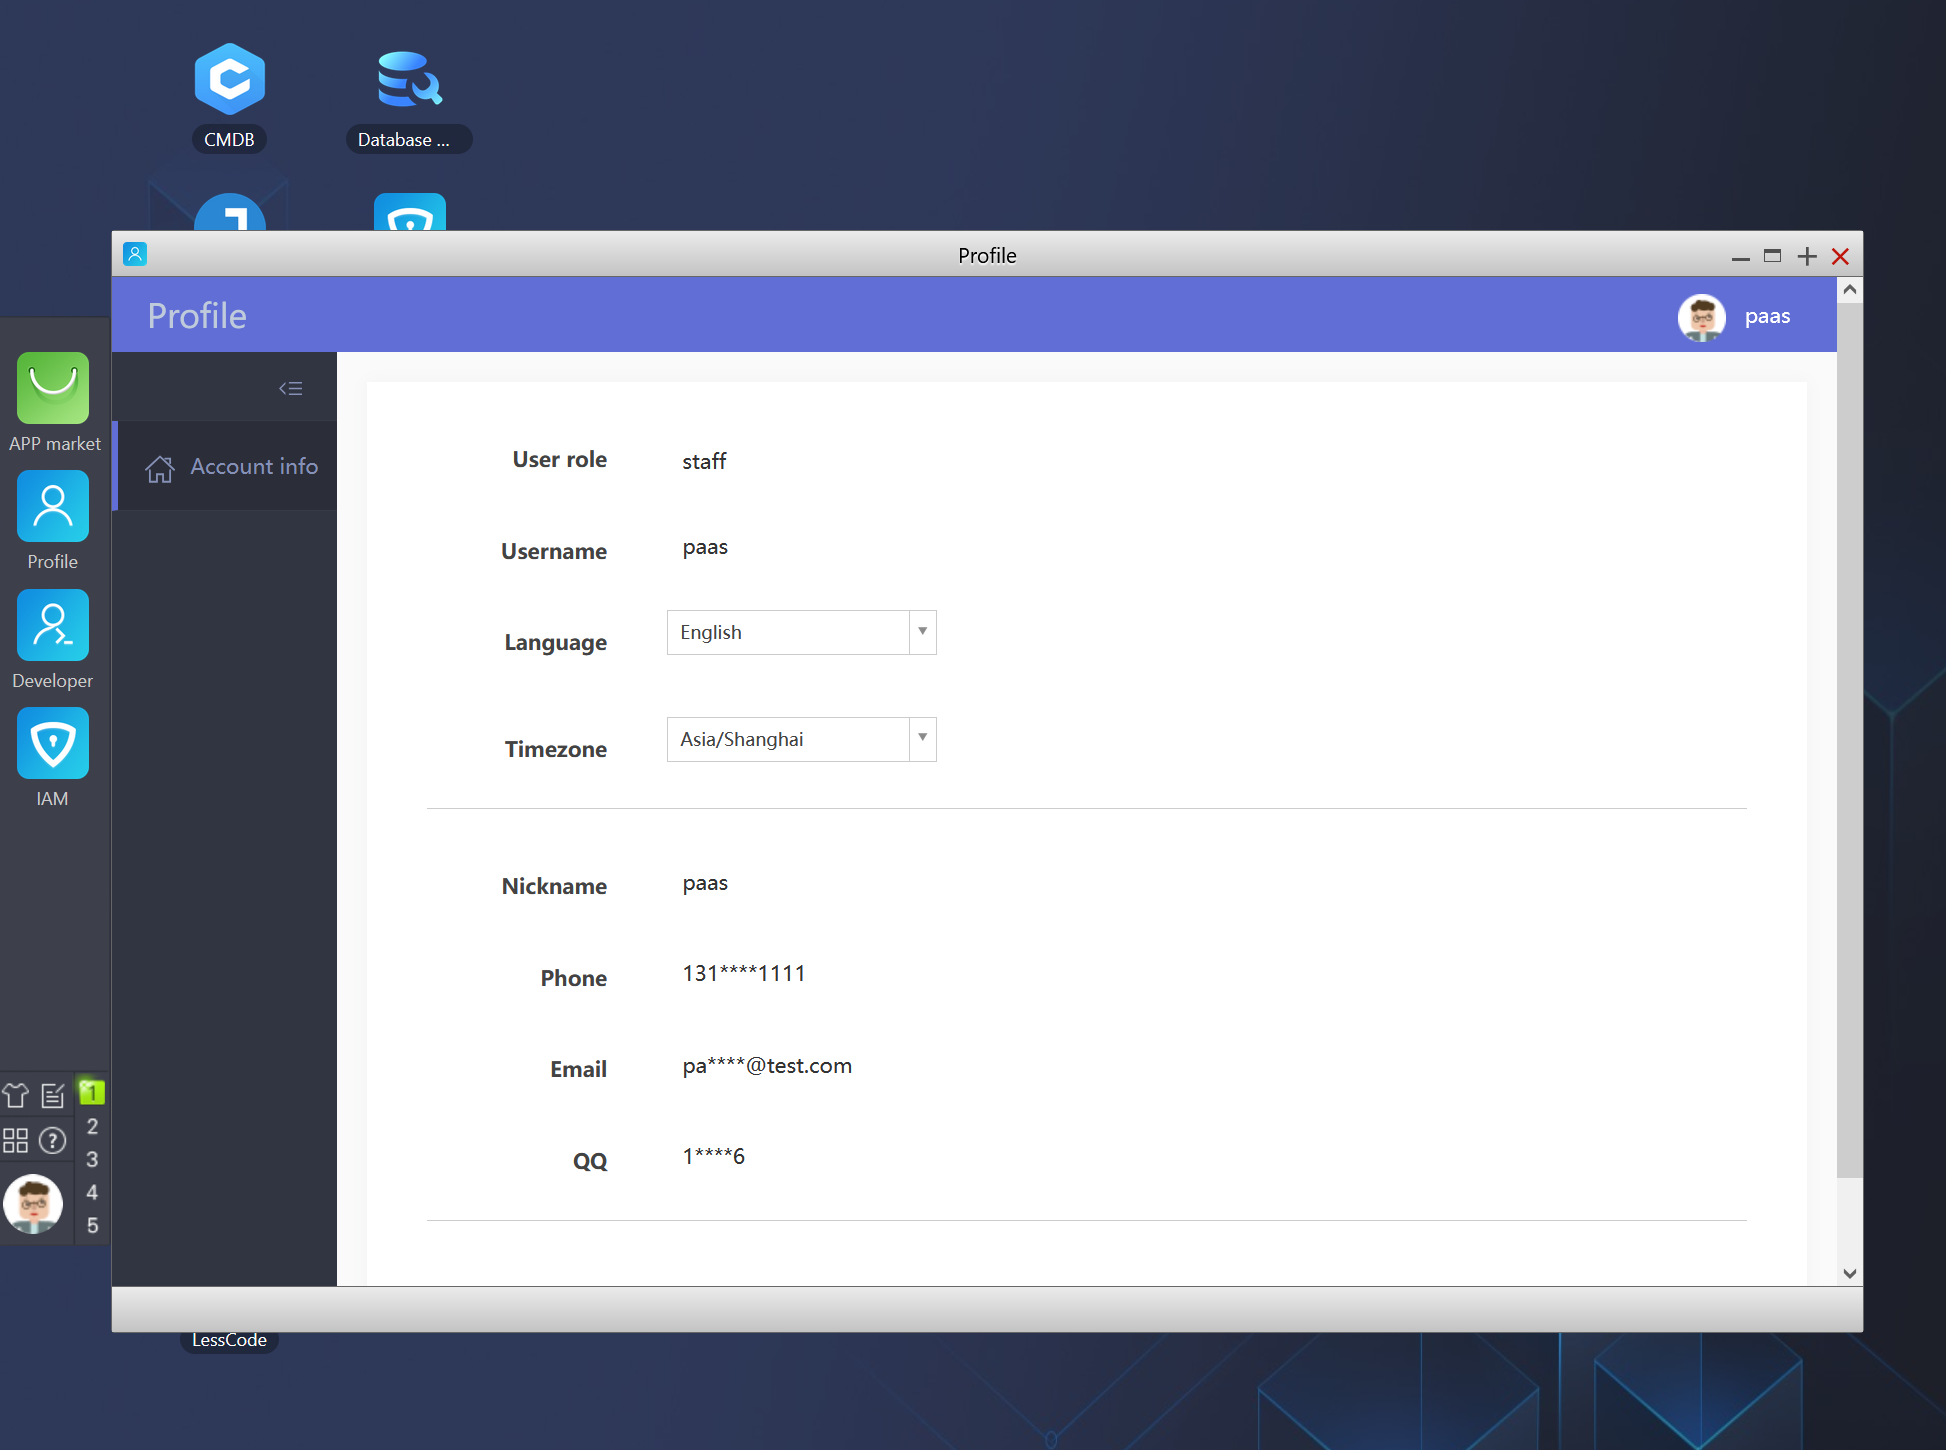 CMDB
Database ...
Profile
Profile
paas
APP market
Profile
Developer
IAM
1
2
3
4
5
Account info
User role staff
Username paas
Language English
Timezone Asia/Shanghai
Nickname paas
Phone 131****1111
Email pa****@test.com
QQ 1****6
LessCode